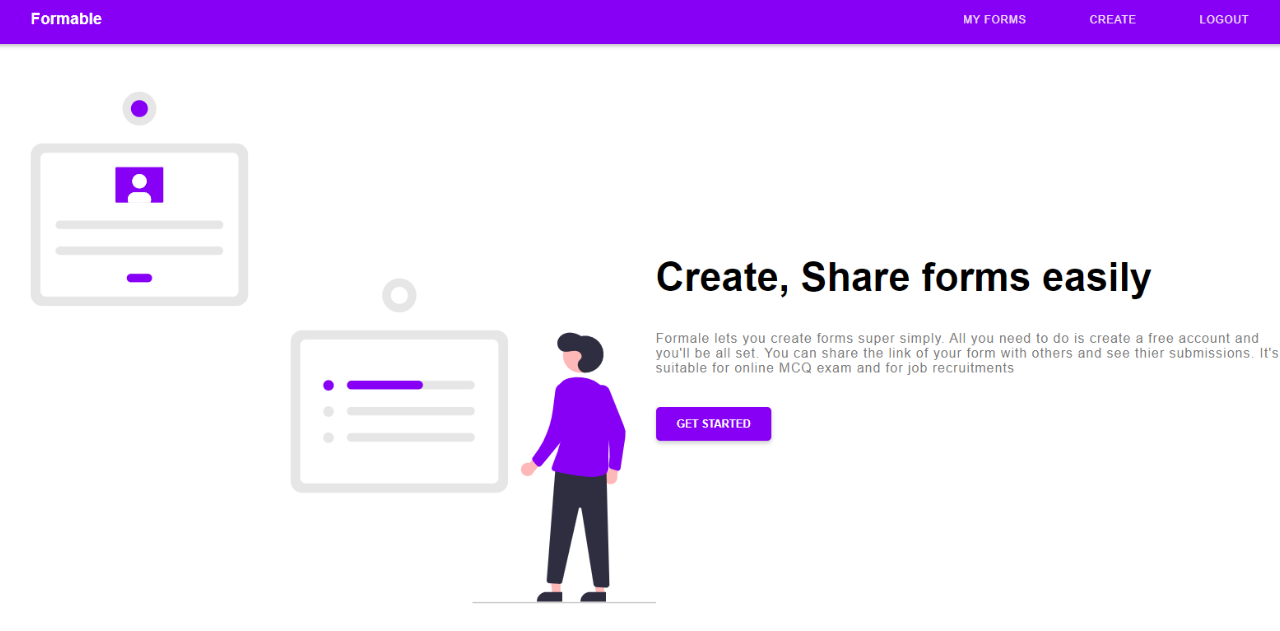 Formable
MY FORMS
CREATE
LOGOUT
Create, Share forms easily
Formale lets you create forms super simply. All you need to do is create a free account and
you'll be all set. You can share the link of your form with others and see thier submissions. It's
suitable for online MCQ exam and for job recruitments
GET STARTED